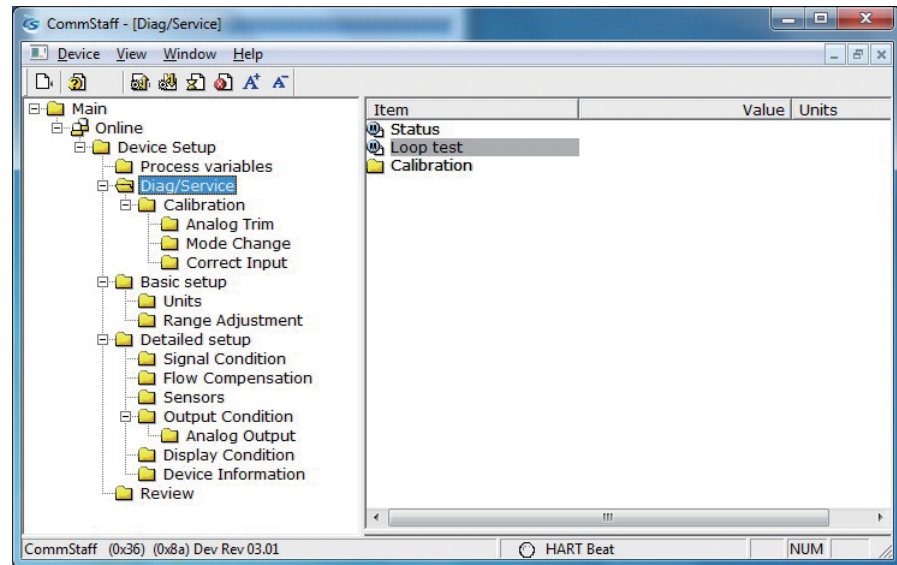 CommStaff - [Diag/Service]
Device View Window Help
A+ A-
Main
Online
Device Setup
Process variables
Diag/Service
Calibration
Analog Trim
Mode Change
Correct Input
Basic setup
Units
Range Adjustment
Detailed setup
Signal Condition
Flow Compensation
Sensors
Output Condition
Analog Output
Display Condition
Device Information
Review
Item Value Units
Status
Loop test
Calibration
CommStaff (0x36) (0x8a) Dev Rev 03.01 HART Beat NUM